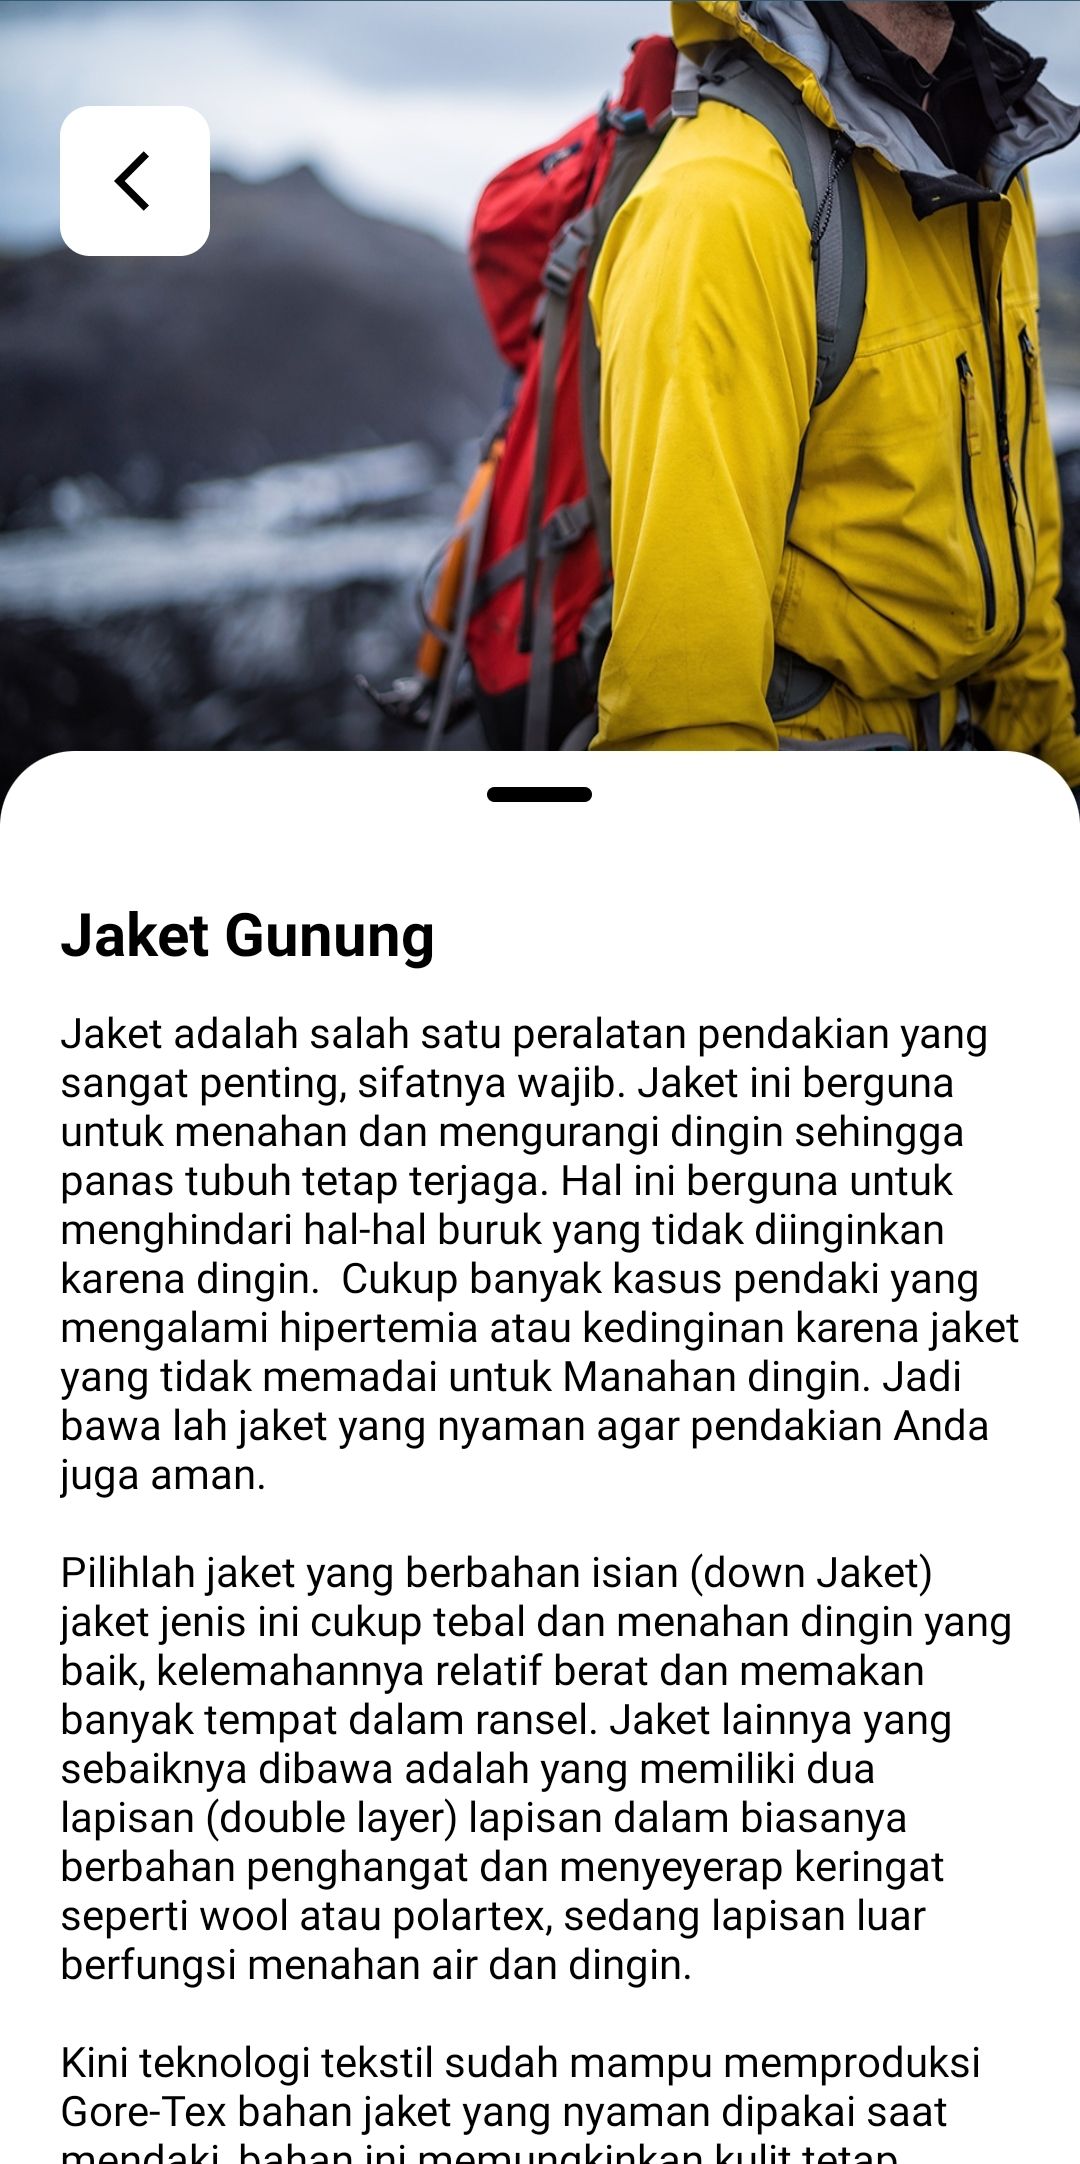 Jaket Gunung
Jaket adalah salah satu peralatan pendakian yang
sangat penting, sifatnya wajib. Jaket ini berguna
untuk menahan dan mengurangi dingin sehingga
panas tubuh tetap terjaga. Hal ini berguna untuk
menghindari hal-hal buruk yang tidak diinginkan
karena dingin.  Cukup banyak kasus pendaki yang
mengalami hipertemia atau kedinginan karena jaket
yang tidak memadai untuk Manahan dingin. Jadi
bawa lah jaket yang nyaman agar pendakian Anda
juga aman.
Pilihlah jaket yang berbahan isian (down Jaket)
jaket jenis ini cukup tebal dan menahan dingin yang
baik, kelemahannya relatif berat dan memakan
banyak tempat dalam ransel. Jaket lainnya yang
sebaiknya dibawa adalah yang memiliki dua
lapisan (double layer) lapisan dalam biasanya
berbahan penghangat dan menyeyerap keringat
seperti wool atau polartex, sedang lapisan luar
berfungsi menahan air dan dingin.
Kini teknologi tekstil sudah mampu memproduksi
Gore-Tex bahan jaket yang nyaman dipakai saat
mendaki, bahan ini memungkinkan kulit tetap